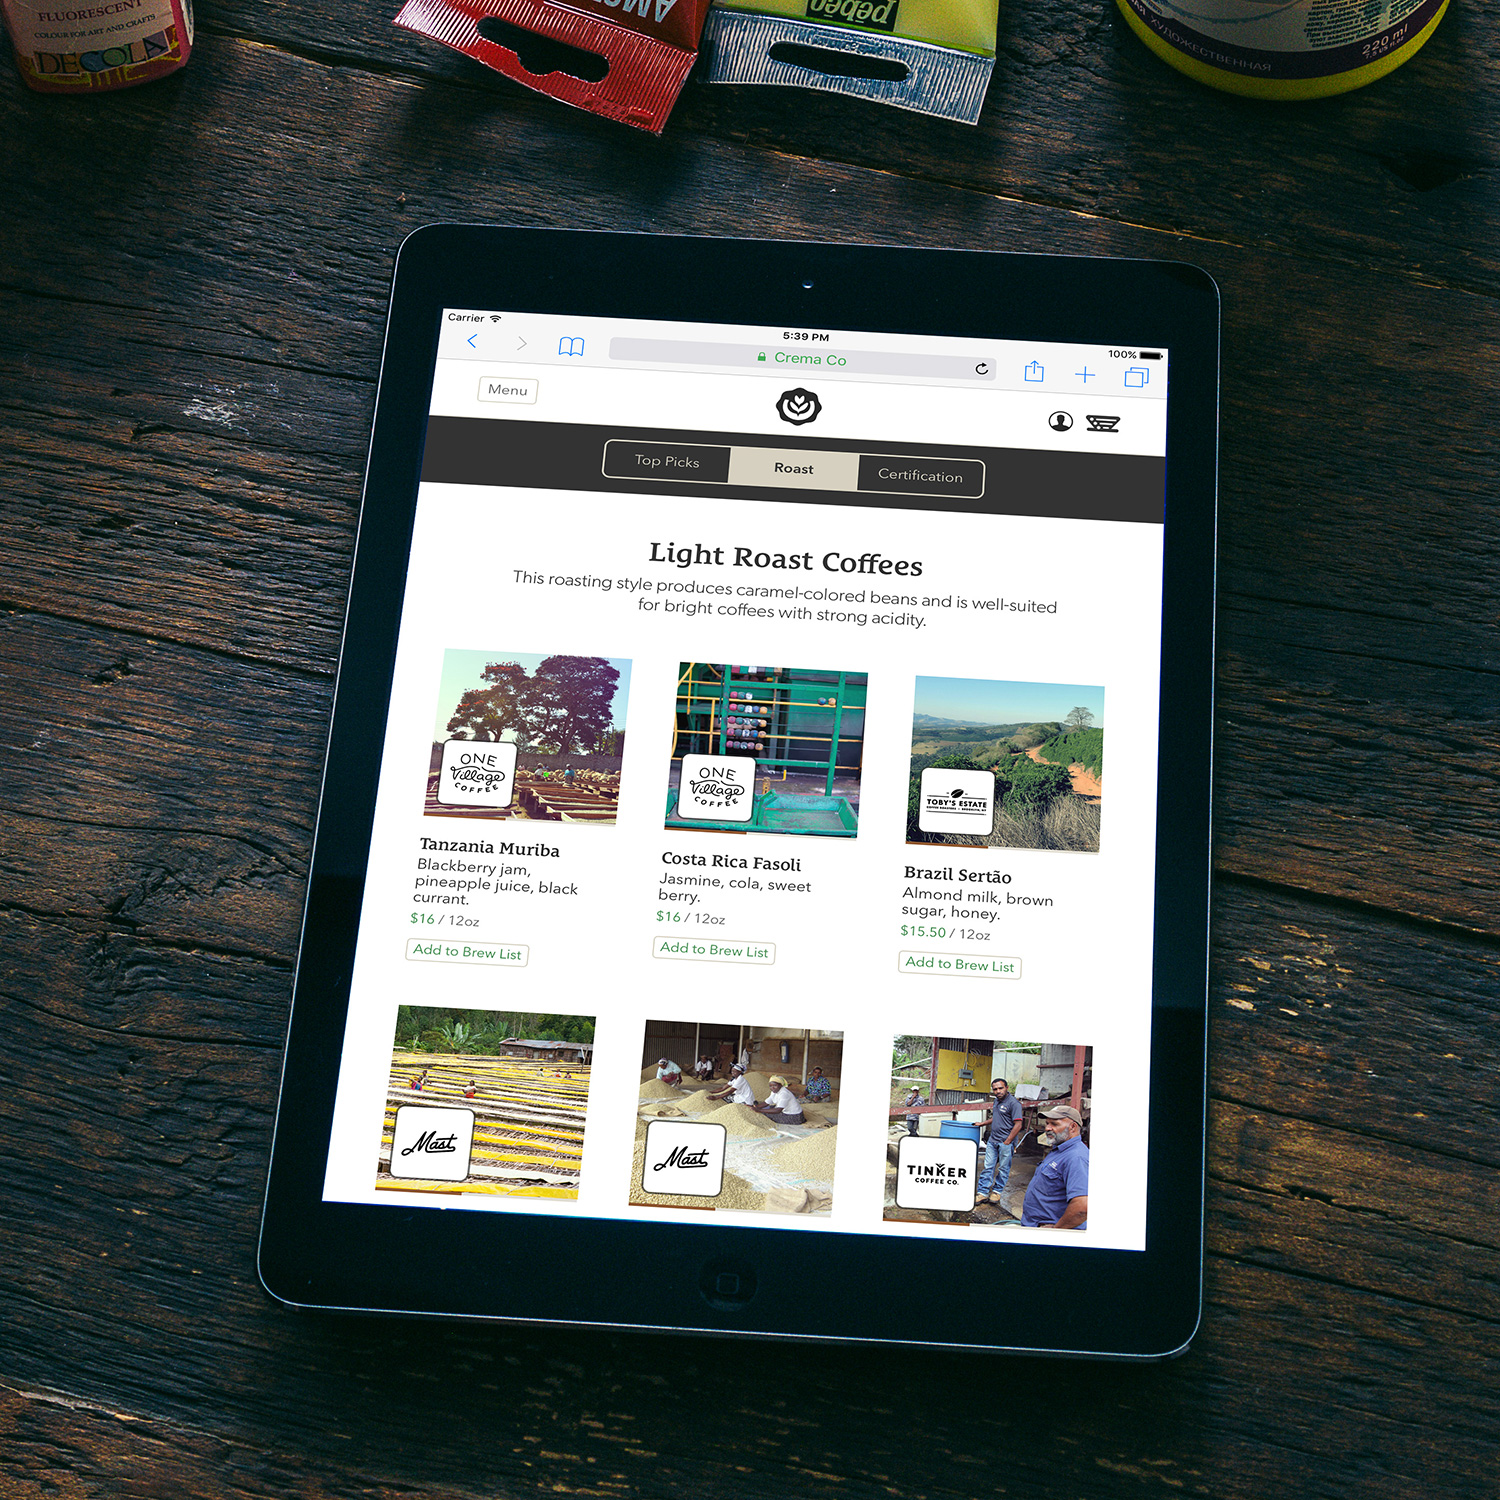 FLUORESCENT
COLOUR FOR ART AND CRAFTS
DECOLA
pébéo
ХУДОЖЕСТВЕННАЯ
220 ml
Carrier
5:39 PM
100%
Crema Co
Menu
Top Picks
Roast
Certification
Light Roast Coffees
This roasting style produces caramel-colored beans and is well-suited
for bright coffees with strong acidity.
ONE
Village
COFFEE
ONE
Village
COFFEE
TOBY'S ESTATE
COFFEE ROASTERS • BROOKLYN, NY
Tanzania Muriba
Blackberry jam,
pineapple juice, black
currant.
$16 / 12oz
Add to Brew List
Costa Rica Fasoli
Jasmine, cola, sweet
berry.
$16 / 12oz
Add to Brew List
Brazil Sertão
Almond milk, brown
sugar, honey.
$15.50 / 12oz
Add to Brew List
Mast
Mast
TINKER
COFFEE CO.